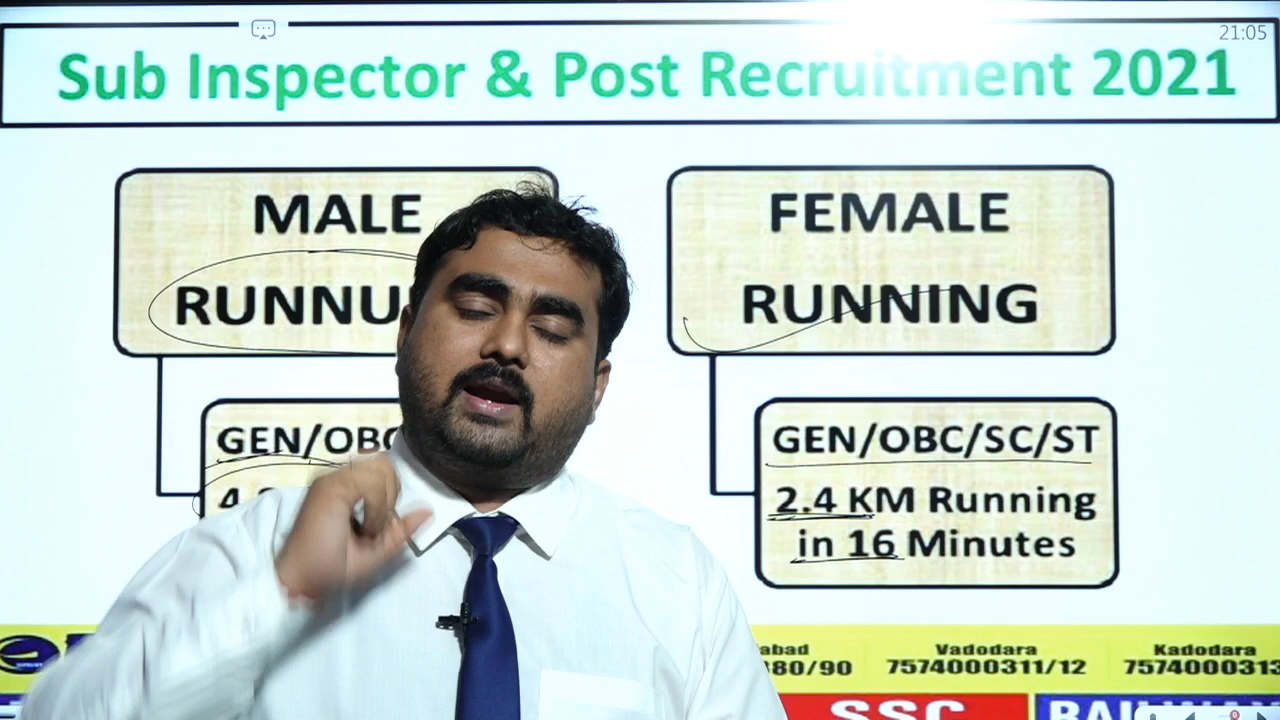 21:05
Sub Inspector & Post Recruitment 2021
MALE
FEMALE
RUNNING
GEN/OBC/SC/ST
2.4 KM Running
in 16 Minutes
Vadodara
Kadodara
7574000311/12
SSC